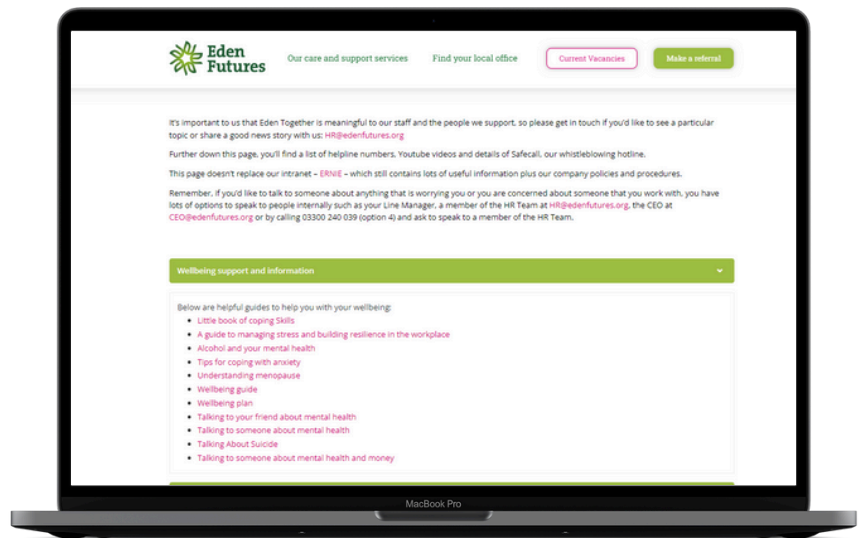 Eden
Futures
Our care and support services
Find your local office
Current Vacancies
Make a referral
It's important to us that Eden Together is meaningful to our staff and the people we support, so please get in touch if you'd like to see a particular
topic or share a good news story with us: HR@edenfutures.org
Further down this page, you'll find a list of helpline numbers, Youtube videos and details of Safecall, our whistleblowing hotline.
This page doesn't replace our intranet – ERNIE – which still contains lots of useful information plus our company policies and procedures.
Remember, if you'd like to talk to someone about anything that is worrying you or you are concerned about someone that you work with, you have
lots of options to speak to people internally such as your Line Manager, a member of the HR Team at HR@edenfutures.org, the CEO at
CEO@edenfutures.org or by calling 03300 240 039 (option 4) and ask to speak to a member of the HR Team.
Wellbeing support and information
Below are helpful guides to help you with your wellbeing:
• Little book of coping Skills
• A guide to managing stress and building resilience in the workplace
• Alcohol and your mental health
• Tips for coping with anxiety
• Understanding menopause
• Wellbeing guide
• Wellbeing plan
• Talking to your friend about mental health
• Talking to someone about mental health
• Talking About Suicide
• Talking to someone about mental health and money
MacBook Pro